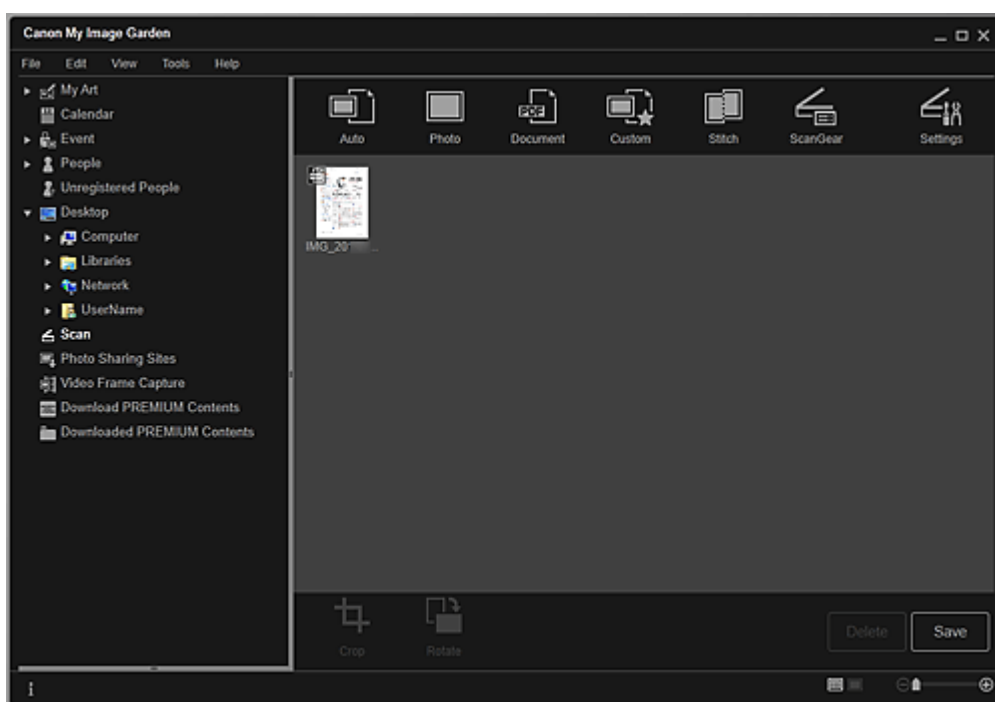 Canon My Image Garden
File Edit View Tools Help
My Art
Calendar
Event
People
Unregistered People
Desktop
Computer
Libraries
Network
UserName
Scan
Photo Sharing Sites
Video Frame Capture
Download PREMIUM Contents
Downloaded PREMIUM Contents
Auto Photo Document Custom Stitch ScanGear Settings
IMG_20 ...
Crop Rotate Delete Save